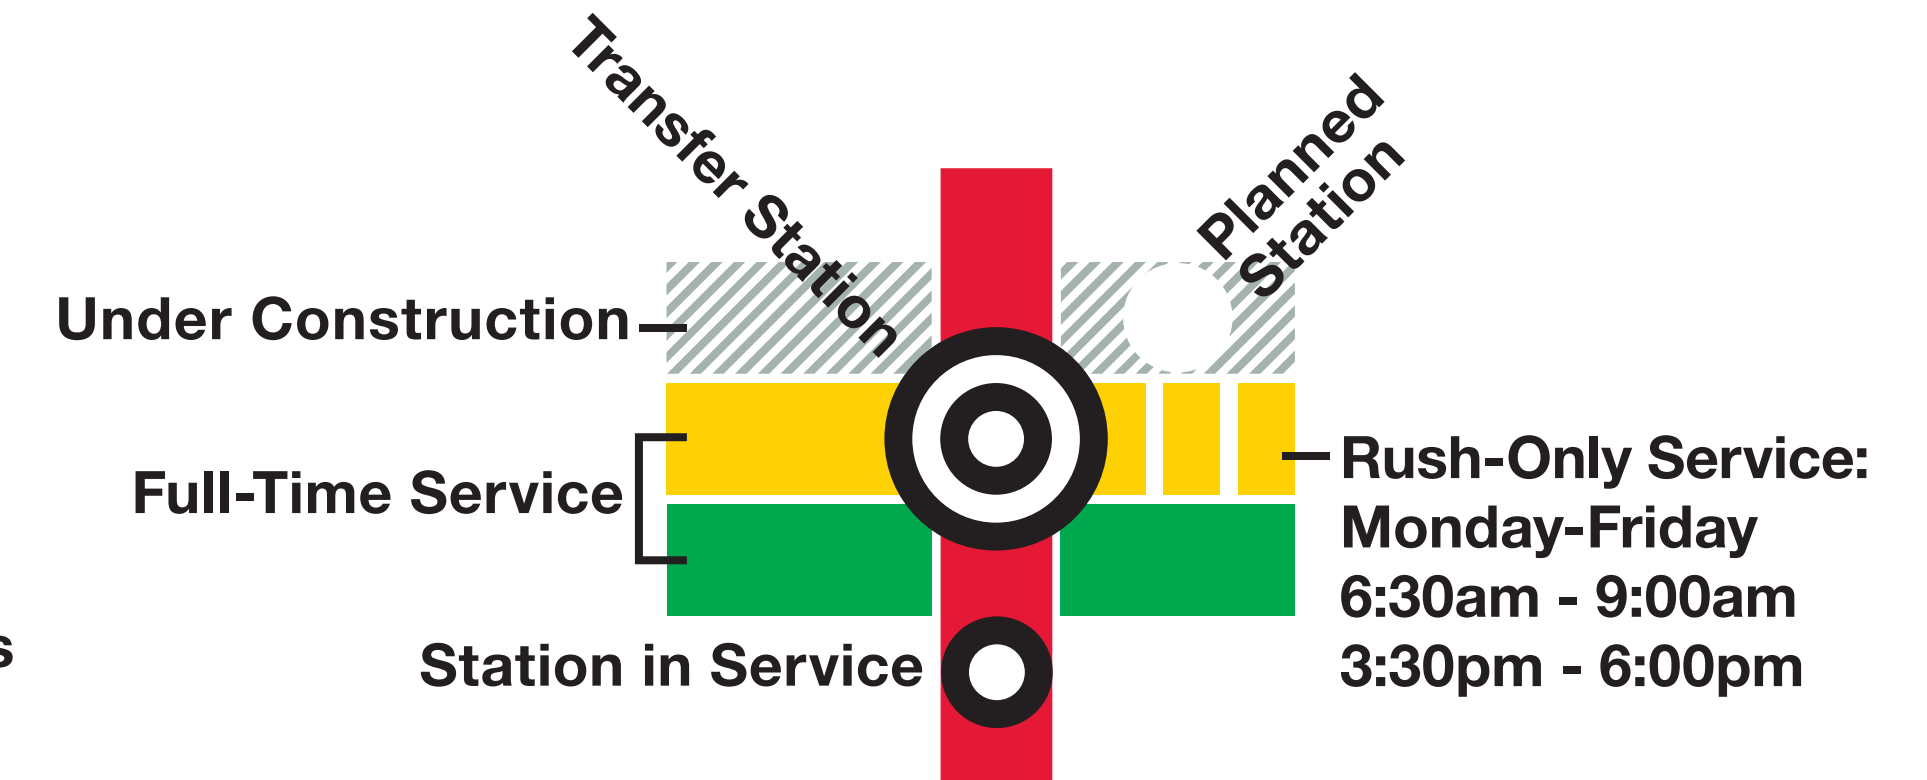 Transfer Station
Planned
Station
Under Construction
Full-Time Service
Rush-Only Service:
Monday-Friday
6:30am - 9:00am
3:30pm - 6:00pm
Station in Service
s